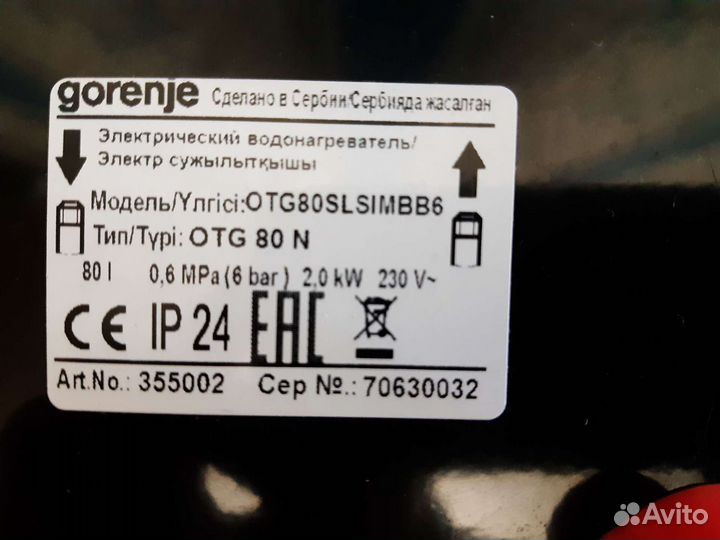 gorenje Сделано в Сербии/Сербияда жасалған
Электрический водонагреватель/
Электр сужылытқышы
Модель/Үлгісі:OTG80SLSIMBB6
Тип/Түрі: OTG 80 N
80 l 0,6 MPa (6 bar) 2,0 kW 230 V~
CE IP 24 EAC
Art.No.: 355002 Сер №.: 70630032
Avito